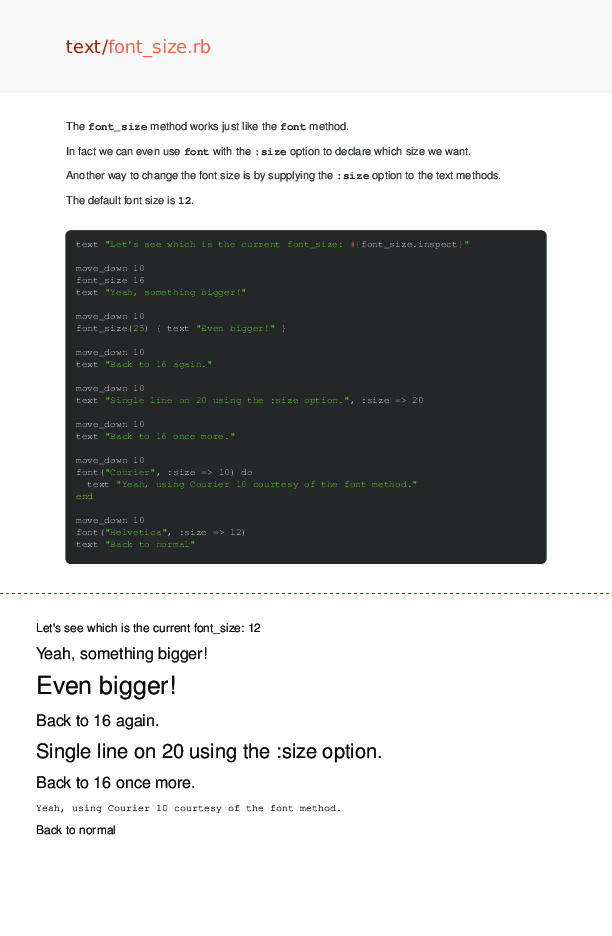 text/font_size.rb
The font_size method works just like the font method.
In fact we can even use font with the :size option to declare which size we want.
Another way to change the font size is by supplying the :size option to the text methods.
The default font size is 12.
text "Let's see which is the current font_size: #{font_size.inspect}"
move_down 10
font_size 16
text "Yeah, something bigger!"
move_down 10
font_size(25) { text "Even bigger!" }
move_down 10
text "Back to 16 again."
move_down 10
text "Single line on 20 using the :size option.", :size => 20
move_down 10
text "Back to 16 once more."
move_down 10
font("Courier", :size => 10) do
  text "Yeah, using Courier 10 courtesy of the font method."
end
move_down 10
font("Helvetica", :size => 12)
text "Back to normal"
Let's see which is the current font_size: 12
Yeah, something bigger!
Even bigger!
Back to 16 again.
Single line on 20 using the :size option.
Back to 16 once more.
Yeah, using Courier 10 courtesy of the font method.
Back to normal